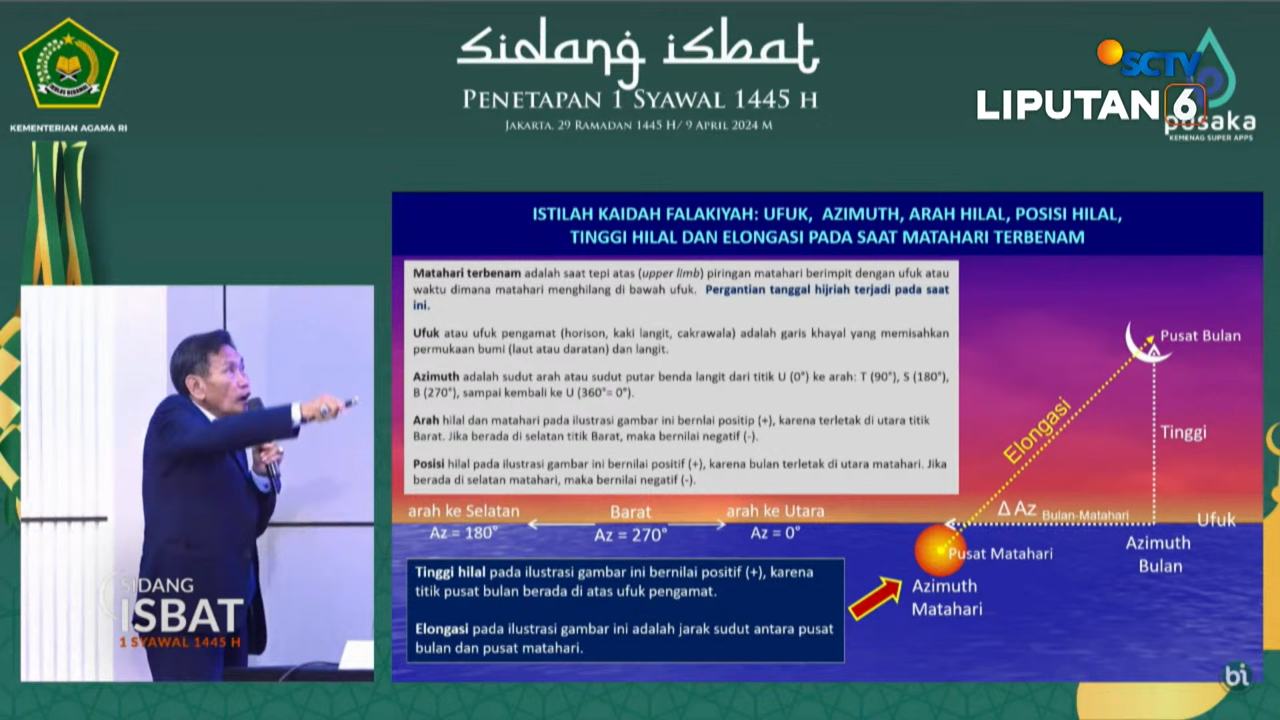 KEMENTERIAN AGAMA RI
sidang isbat
PENETAPAN 1 SYAWAL 1445 H
JAKARTA, 29 RAMADAN 1445 H/ 9 APRIL 2024 M
SCTV
LIPUTAN 6
pusaka
KEMENAG SUPER APPS
ISTILAH KAIDAH FALAKIYAH: UFUK, AZIMUTH, ARAH HILAL, POSISI HILAL,
TINGGI HILAL DAN ELONGASI PADA SAAT MATAHARI TERBENAM
Matahari terbenam adalah saat tepi atas (upper limb) piringan matahari berimpit dengan ufuk atau
waktu dimana matahari menghilang di bawah ufuk. Pergantian tanggal hijriah terjadi pada saat
ini.
Ufuk atau ufuk pengamat (horison, kaki langit, cakrawala) adalah garis khayal yang memisahkan
permukaan bumi (laut atau daratan) dan langit.
Azimuth adalah sudut arah atau sudut putar benda langit dari titik U (0°) ke arah: T (90°), S (180°),
B (270°), sampai kembali ke U (360°= 0°).
Arah hilal dan matahari pada ilustrasi gambar ini bernlai positip (+), karena terletak di utara titik
Barat. Jika berada di selatan titik Barat, maka bernilai negatif (-).
Posisi hilal pada ilustrasi gambar ini bernilai positif (+), karena bulan terletak di utara matahari. Jika
berada di selatan matahari, maka bernilai negatif (-).
Pusat Bulan
Elongasi
Tinggi
arah ke Selatan
Az = 180°
Barat
Az = 270°
arah ke Utara
Az = 0°
Δ Az Bulan-Matahari
Ufuk
Pusat Matahari
Azimuth
Bulan
Azimuth
Matahari
Tinggi hilal pada ilustrasi gambar ini bernilai positif (+), karena
titik pusat bulan berada di atas ufuk pengamat.
Elongasi pada ilustrasi gambar ini adalah jarak sudut antara pusat
bulan dan pusat matahari.
SIDANG
ISBAT
1 SYAWAL 1445 H
bi